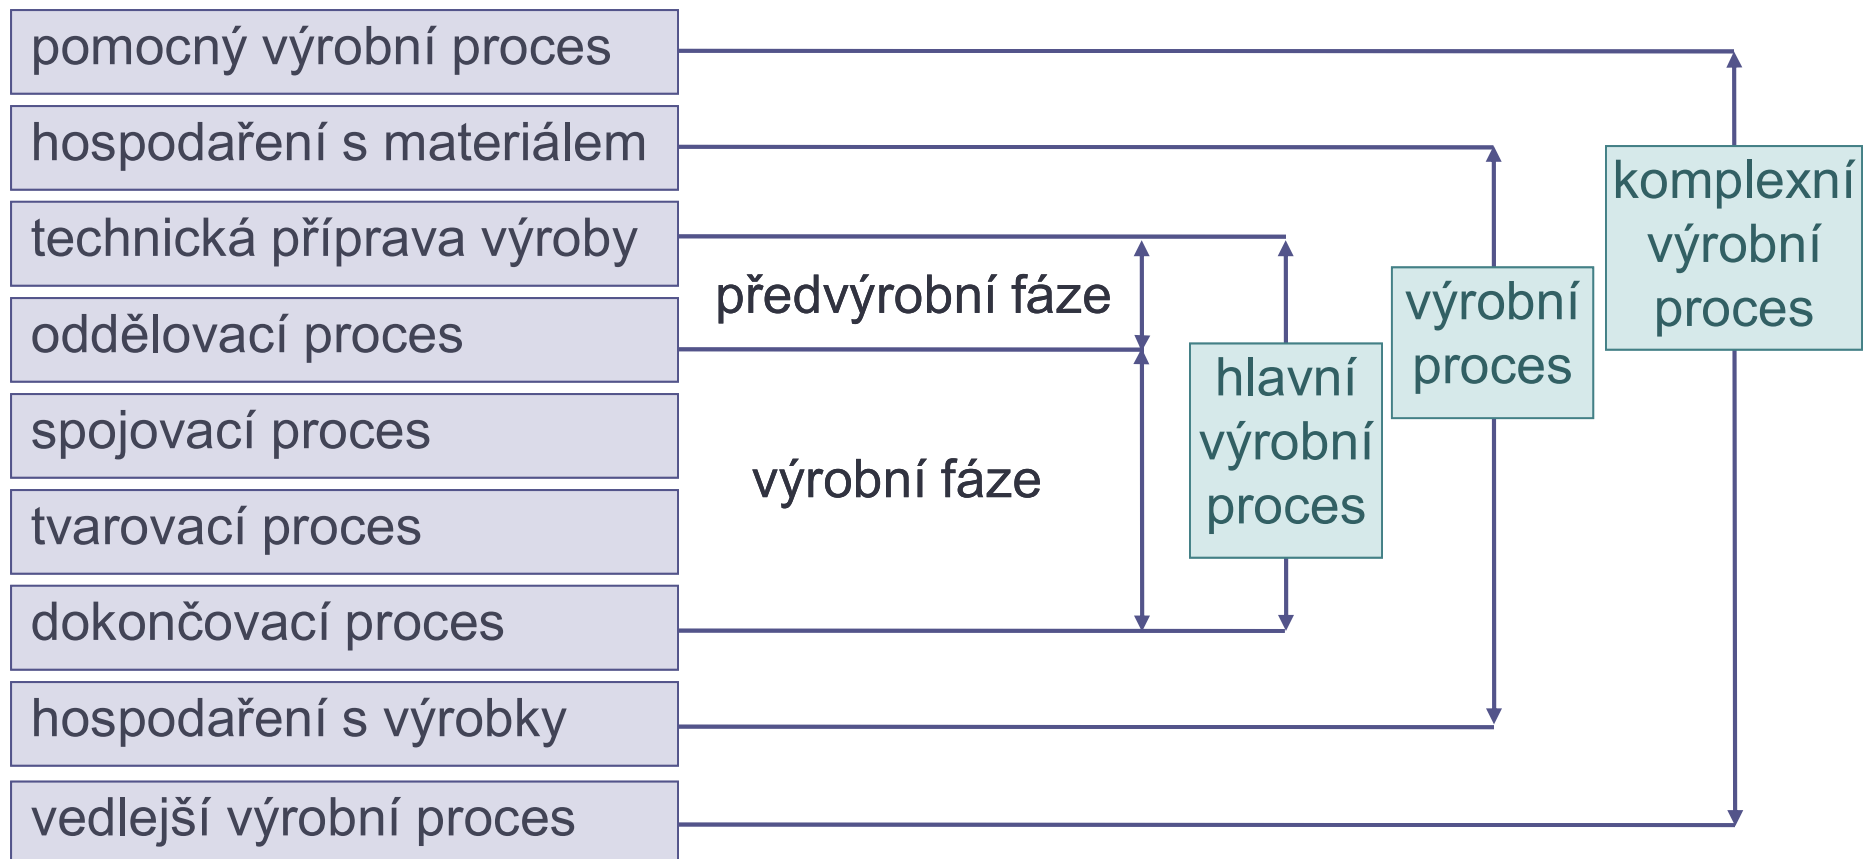 pomocný výrobní proces
hospodaření s materiálem
technická příprava výroby
oddělovací proces
spojovací proces
tvarovací proces
dokončovací proces
hospodaření s výrobky
vedlejší výrobní proces
předvýrobní fáze
výrobní fáze
hlavní
výrobní
proces
výrobní
proces
komplexní
výrobní
proces